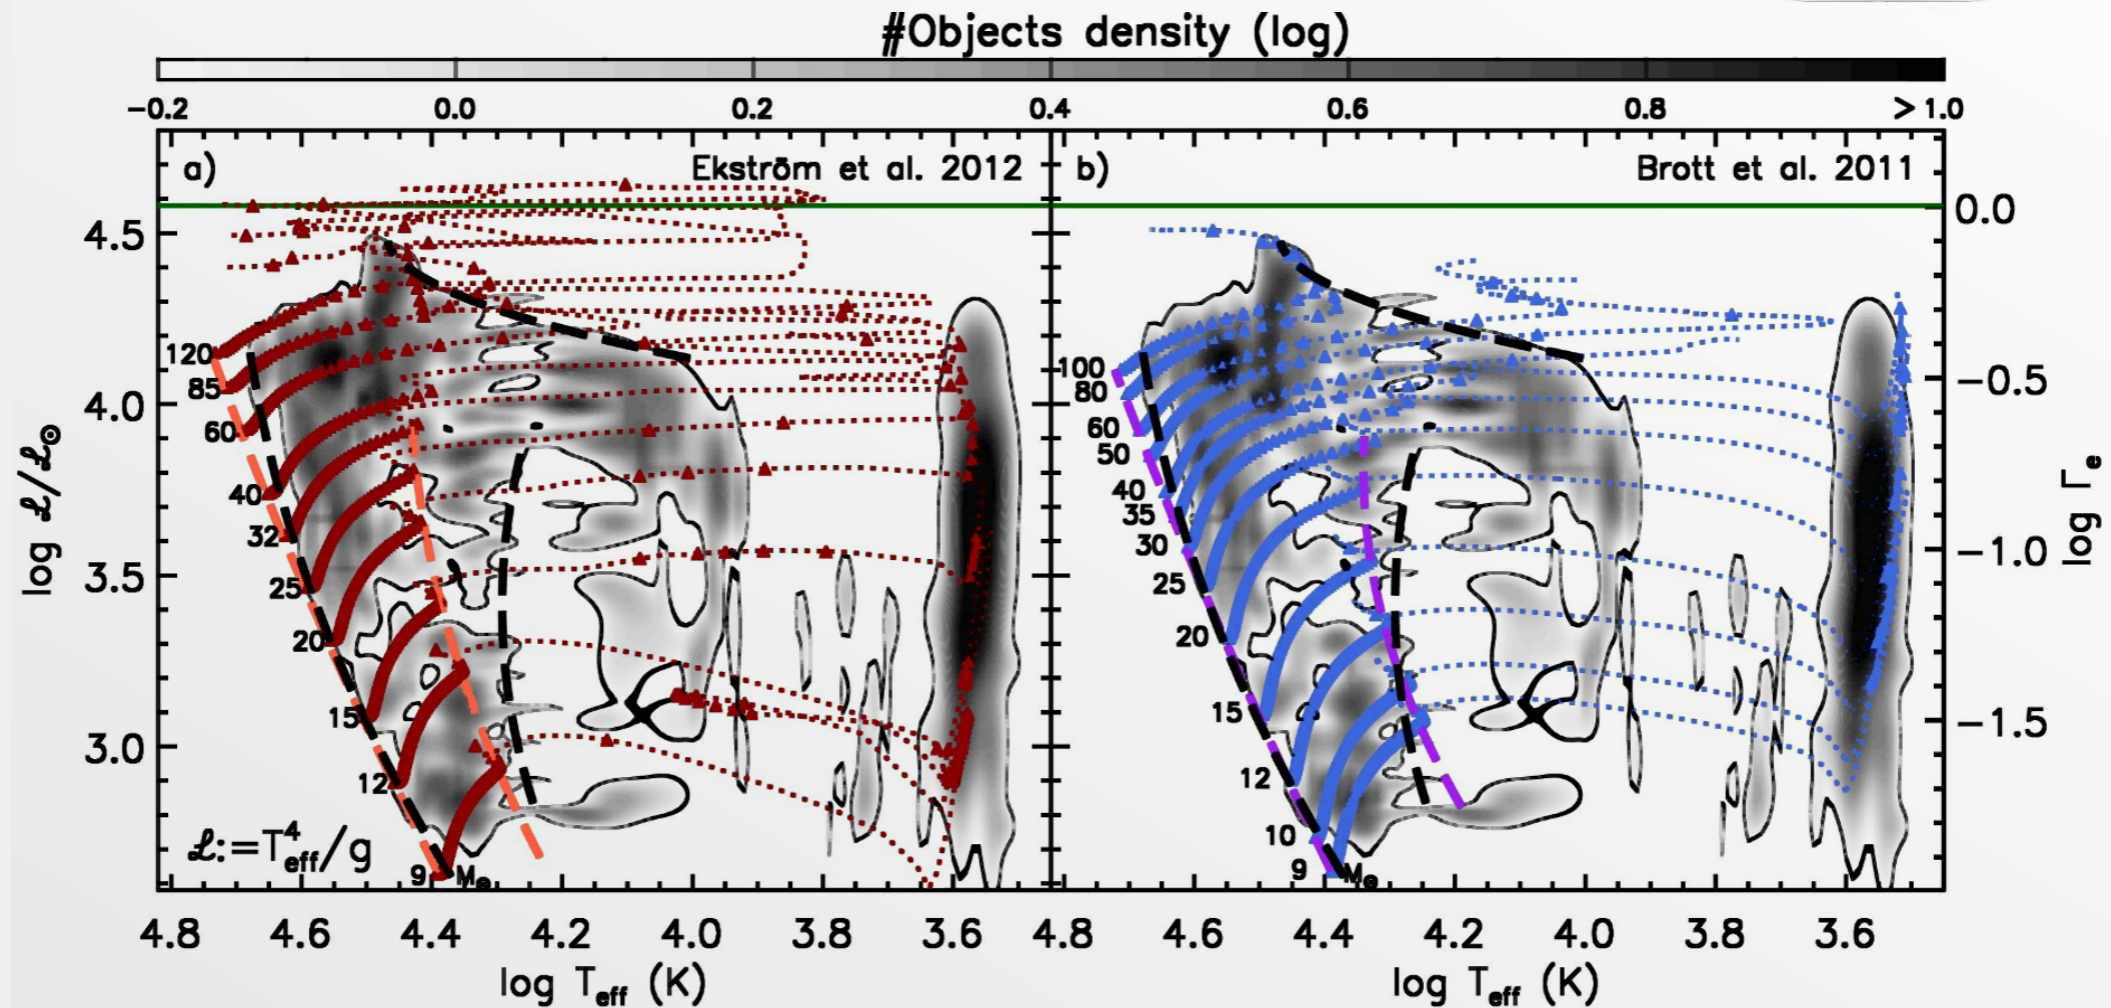 #Objects density (log)
−0.2 0.0 0.2 0.4 0.6 0.8 >1.0
a) Ekström et al. 2012
b) Brott et al. 2011
log ℒ/ℒ⊙
4.5
4.0
3.5
3.0
120
85
60
40
32
25
20
15
12
9 M⊙
ℒ:=T⁴eff/g
100
80
60
50
40
35
30
25
20
15
12
10
9 M⊙
0.0
−0.5
−1.0
−1.5
log Γe
4.8 4.6 4.4 4.2 4.0 3.8 3.6 4.8 4.6 4.4 4.2 4.0 3.8 3.6
log Teff (K) log Teff (K)